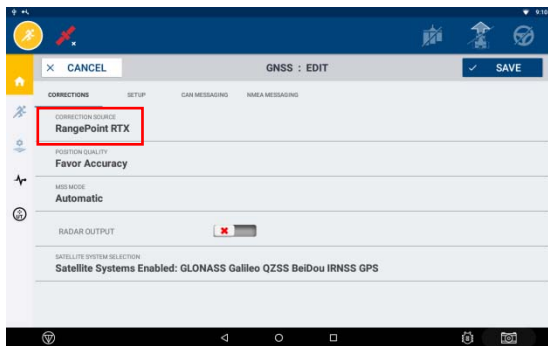 9:10
CANCEL
GNSS : EDIT
SAVE
CORRECTIONS SETUP CAN MESSAGING NMEA MESSAGING
CORRECTION SOURCE
RangePoint RTX
POSITION QUALITY
Favor Accuracy
MSS MODE
Automatic
RADAR OUTPUT
SATELLITE SYSTEM SELECTION
Satellite Systems Enabled: GLONASS Galileo QZSS BeiDou IRNSS GPS